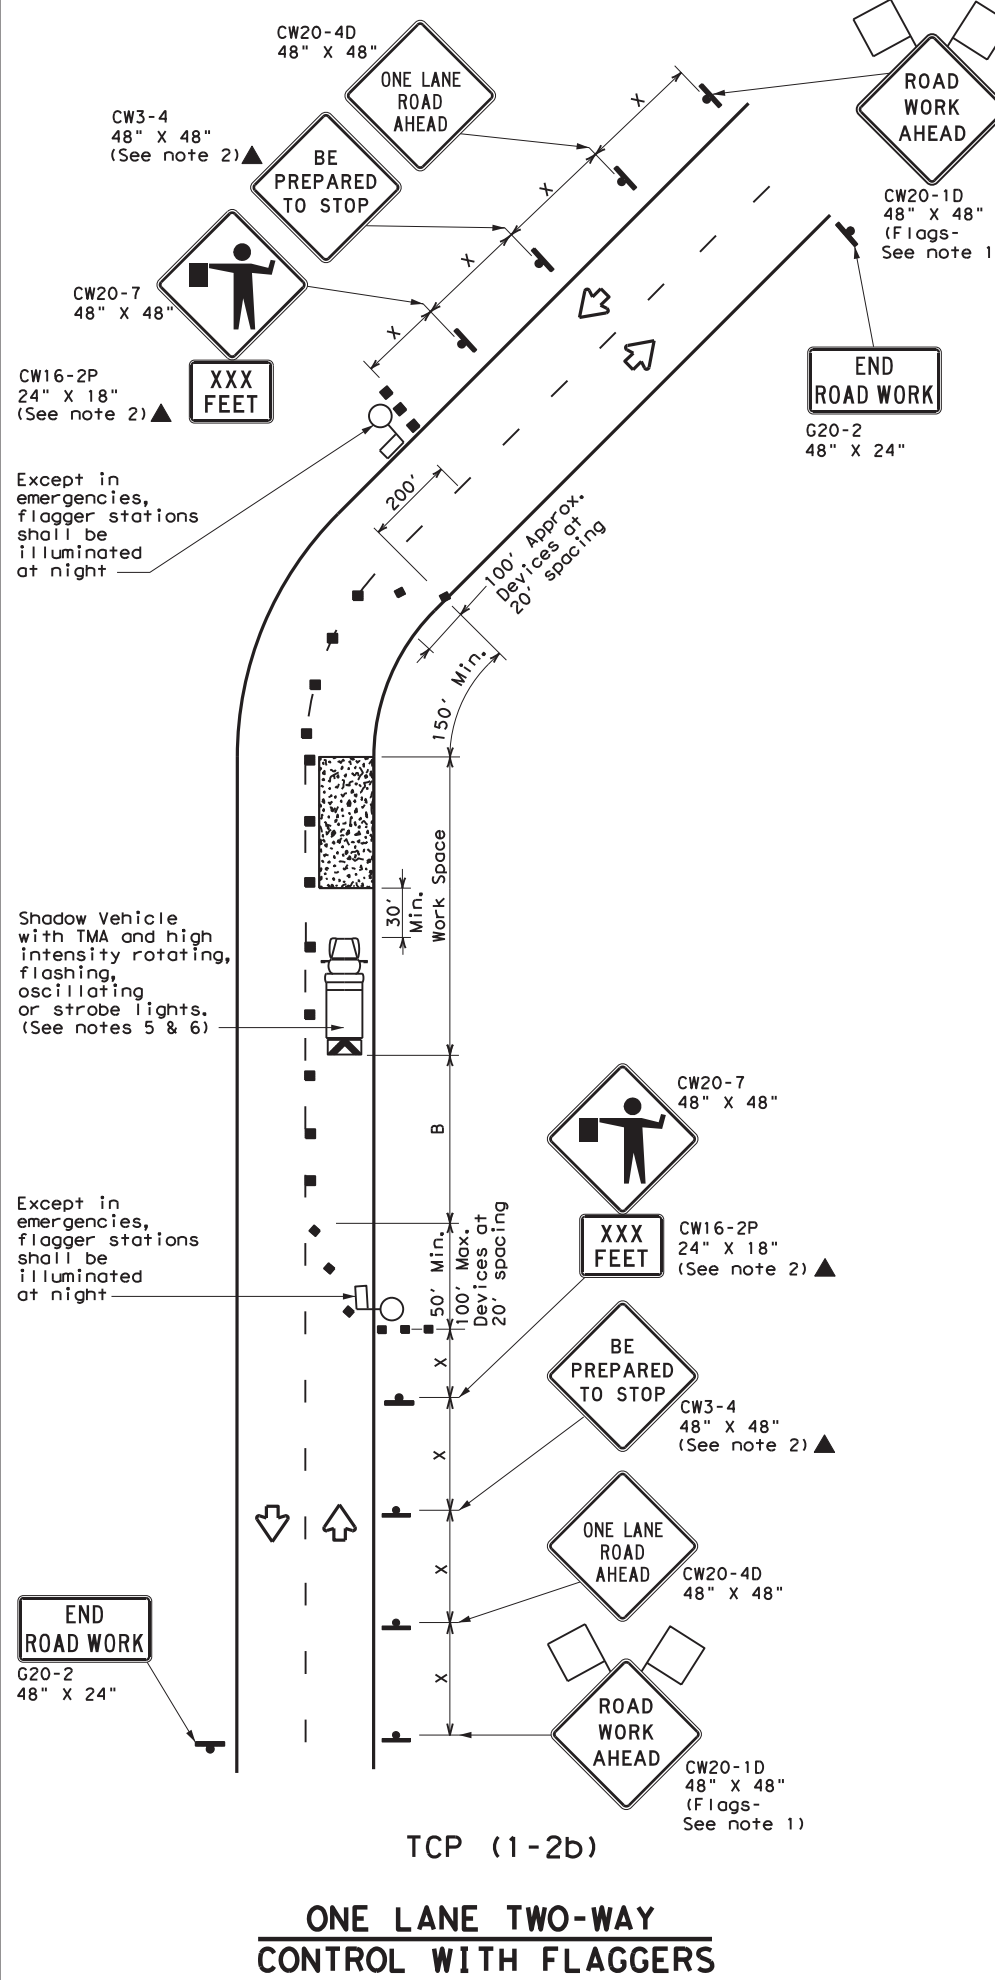 CW20-4D
48" X 48"
ONE LANE
ROAD
AHEAD
CW3-4
48" X 48"
(See note 2)
BE
PREPARED
TO STOP
CW20-7
48" X 48"
CW16-2P
24" X 18"
(See note 2)
XXX
FEET
X
X
X
X
ROAD
WORK
AHEAD
CW20-1D
48" X 48"
(Flags-
See note 1
END
ROAD WORK
G20-2
48" X 24"
Except in
emergencies,
flagger stations
shall be
illuminated
at night
200'
100' Approx.
Devices at
20' spacing
150' Min.
Work Space
30'
Min.
Shadow Vehicle
with TMA and high
intensity rotating,
flashing,
oscillating
or strobe lights.
(See notes 5 & 6)
B
CW20-7
48" X 48"
XXX
FEET
CW16-2P
24" X 18"
(See note 2)
Except in
emergencies,
flagger stations
shall be
illuminated
at night
50' Min.
100' Max.
Devices at
20' spacing
X
X
X
X
BE
PREPARED
TO STOP
CW3-4
48" X 48"
(See note 2)
ONE LANE
ROAD
AHEAD
CW20-4D
48" X 48"
END
ROAD WORK
G20-2
48" X 24"
ROAD
WORK
AHEAD
CW20-1D
48" X 48"
(Flags-
See note 1)
TCP (1-2b)
ONE LANE TWO-WAY
CONTROL WITH FLAGGERS